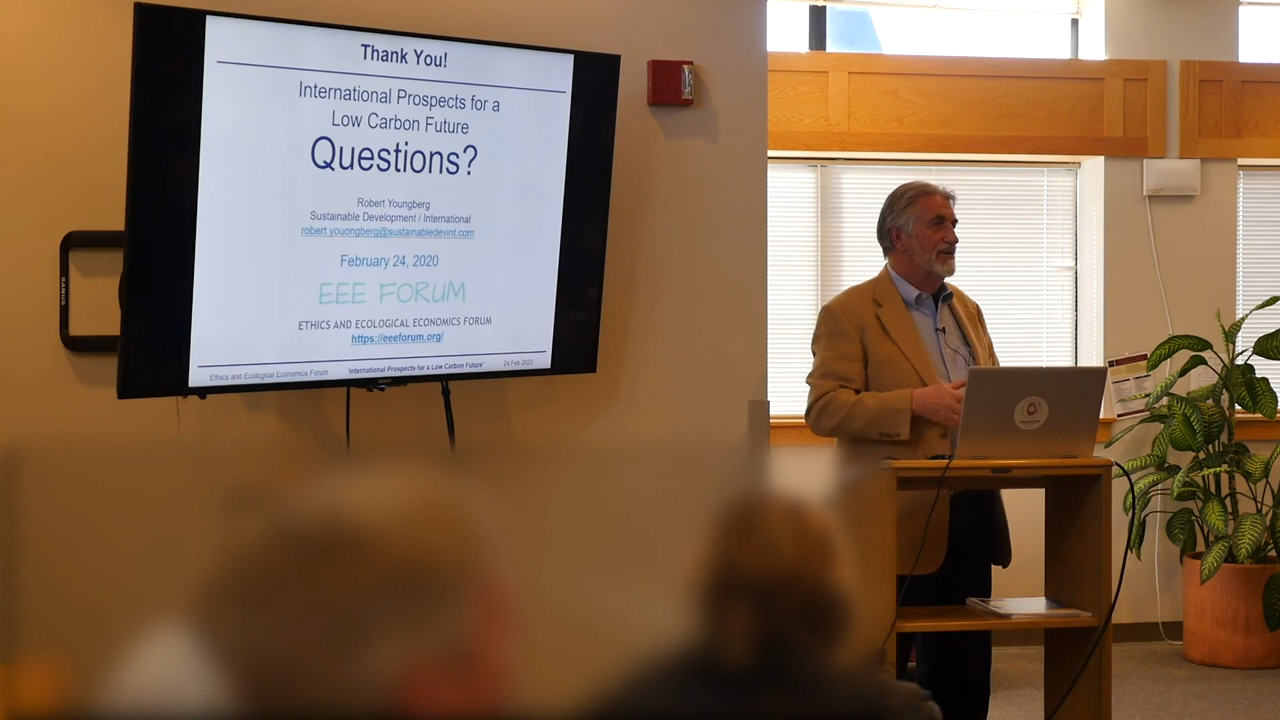 Thank You!
International Prospects for a
Low Carbon Future
Questions?
Robert Youngberg
Sustainable Development / International
robert.youongberg@sustainabledevint.com
February 24, 2020
EEE FORUM
ETHICS AND ECOLOGICAL ECONOMICS FORUM
https://eeeforum.org/
Ethics and Ecological Economics Forum
'International Prospects for a Low Carbon Future'
24 Feb 2020
SANUS
SONY